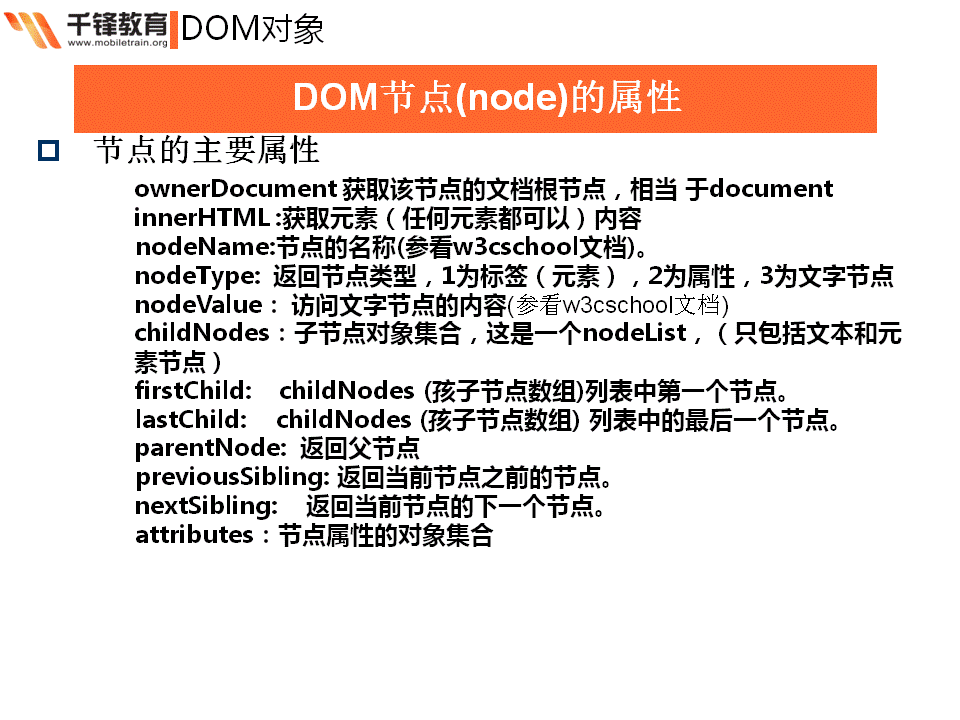 千锋教育
www.mobiletrain.org
DOM对象
DOM节点(node)的属性
节点的主要属性
ownerDocument 获取该节点的文档根节点，相当 于document
innerHTML :获取元素（任何元素都可以）内容
nodeName:节点的名称(参看w3cschool文档)。
nodeType: 返回节点类型，1为标签（元素），2为属性，3为文字节点
nodeValue： 访问文字节点的内容(参看w3cschool文档)
childNodes：子节点对象集合，这是一个nodeList，（只包括文本和元
素节点）
firstChild: childNodes (孩子节点数组)列表中第一个节点。
lastChild: childNodes (孩子节点数组) 列表中的最后一个节点。
parentNode: 返回父节点
previousSibling: 返回当前节点之前的节点。
nextSibling: 返回当前节点的下一个节点。
attributes：节点属性的对象集合